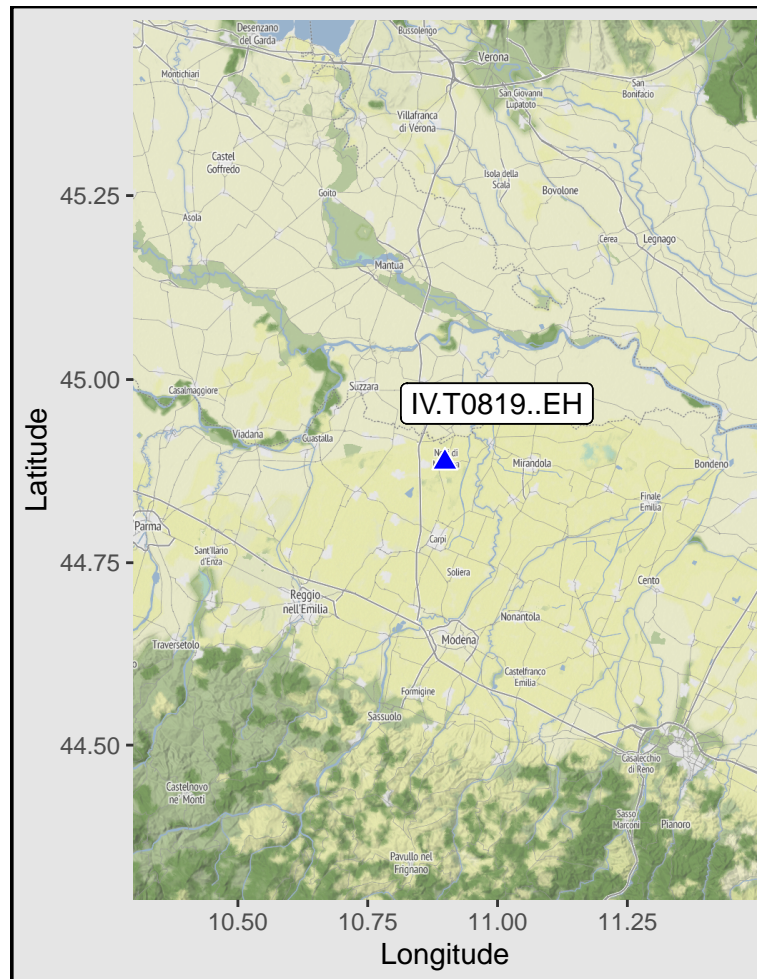 Desenzano
del Garda
Bussolengo
Verona
Montichiari
San Giovanni
Lupatoto
San
Bonifacio
Villafranca
di Verona
Castel
Goffredo
Isola della
Scala
Bovolone
Goito
45.25
Asola
Cerea
Legnago
Mantua
45.00
Suzzara
Casalmaggiore
IV.T0819..EH
Viadana
Guastalla
Latitude
Mirandola
Bondeno
Finale
Emilia
Parma
Carpi
Sant'Ilario
d'Enza
44.75
Soliera
Cento
Reggio
nell'Emilia
Nonantola
Modena
Traversetolo
Castelfranco
Emilia
Formigine
Sassuolo
44.50
Casalecchio
di Reno
Castelnovo
ne' Monti
Sasso
Marconi
Pianoro
Pavullo nel
Frignano
10.50
10.75
11.00
11.25
Longitude